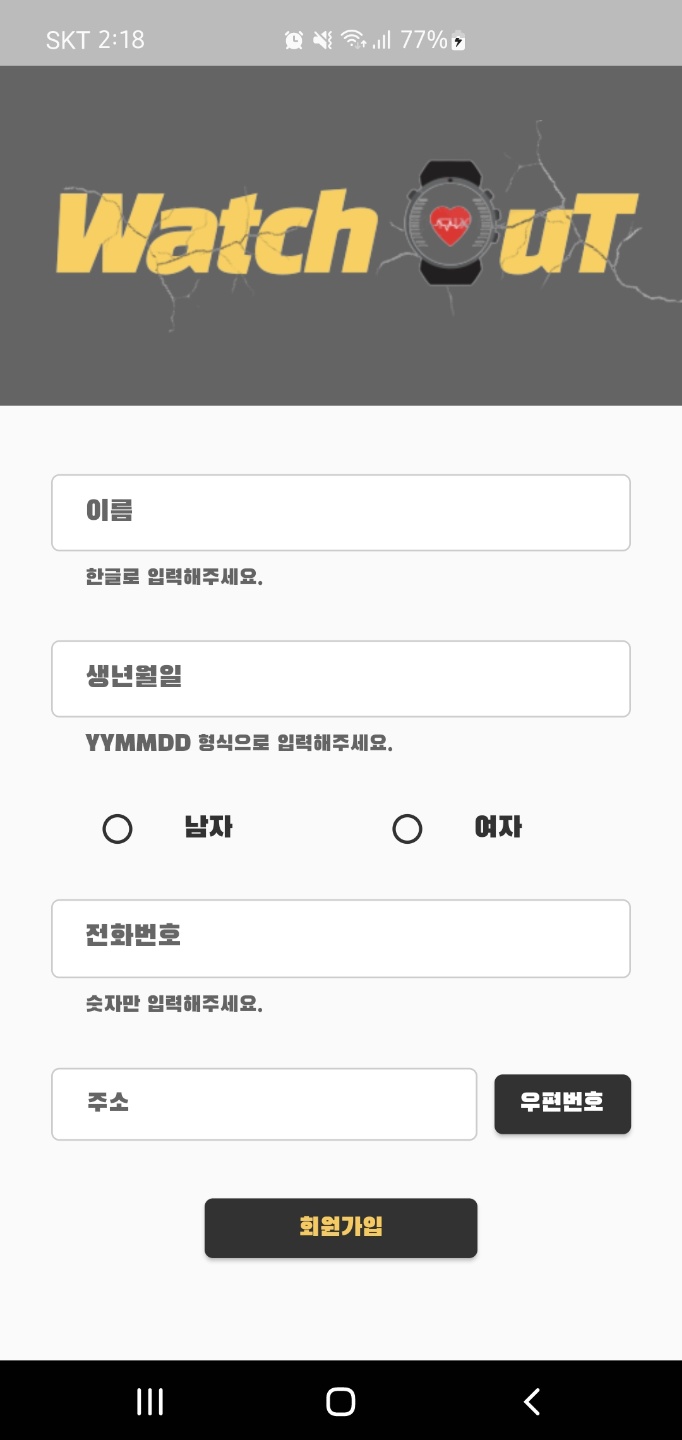 SKT 2:18 77%
Watch OuT
이름
한글로 입력해주세요.
생년월일
YYMMDD 형식으로 입력해주세요.
남자 여자
전화번호
숫자만 입력해주세요.
주소 우편번호
회원가입